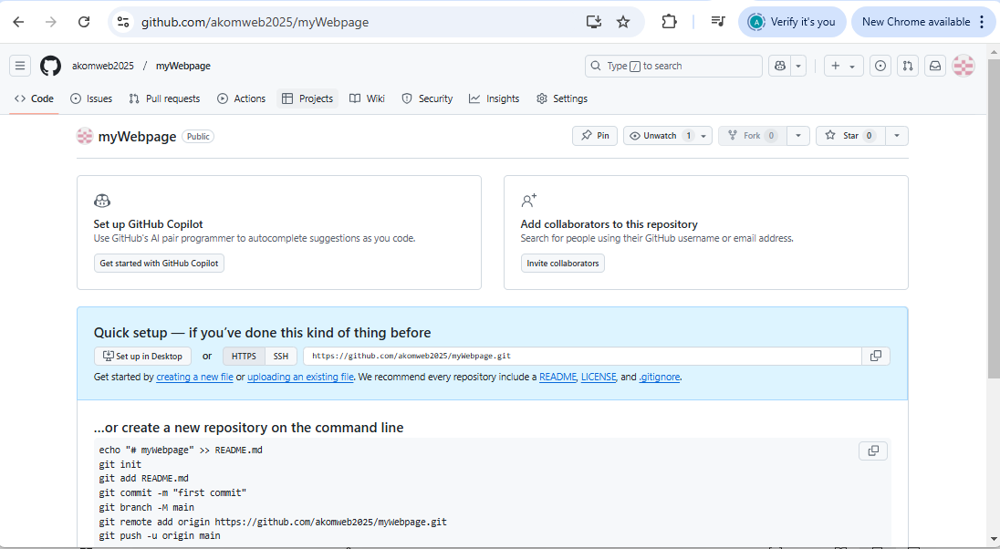 github.com/akomweb2025/myWebpage
A Verify it's you
New Chrome available
akomweb2025 / myWebpage
Type / to search
Code Issues Pull requests Actions Projects Wiki Security Insights Settings
myWebpage Public
Pin Unwatch 1 Fork 0 Star 0
Set up GitHub Copilot
Use GitHub's AI pair programmer to autocomplete suggestions as you code.
Get started with GitHub Copilot
Add collaborators to this repository
Search for people using their GitHub username or email address.
Invite collaborators
Quick setup — if you've done this kind of thing before
Set up in Desktop or HTTPS SSH https://github.com/akomweb2025/myWebpage.git
Get started by creating a new file or uploading an existing file. We recommend every repository include a README, LICENSE, and .gitignore.
...or create a new repository on the command line
echo "# myWebpage" >> README.md
git init
git add README.md
git commit -m "first commit"
git branch -M main
git remote add origin https://github.com/akomweb2025/myWebpage.git
git push -u origin main